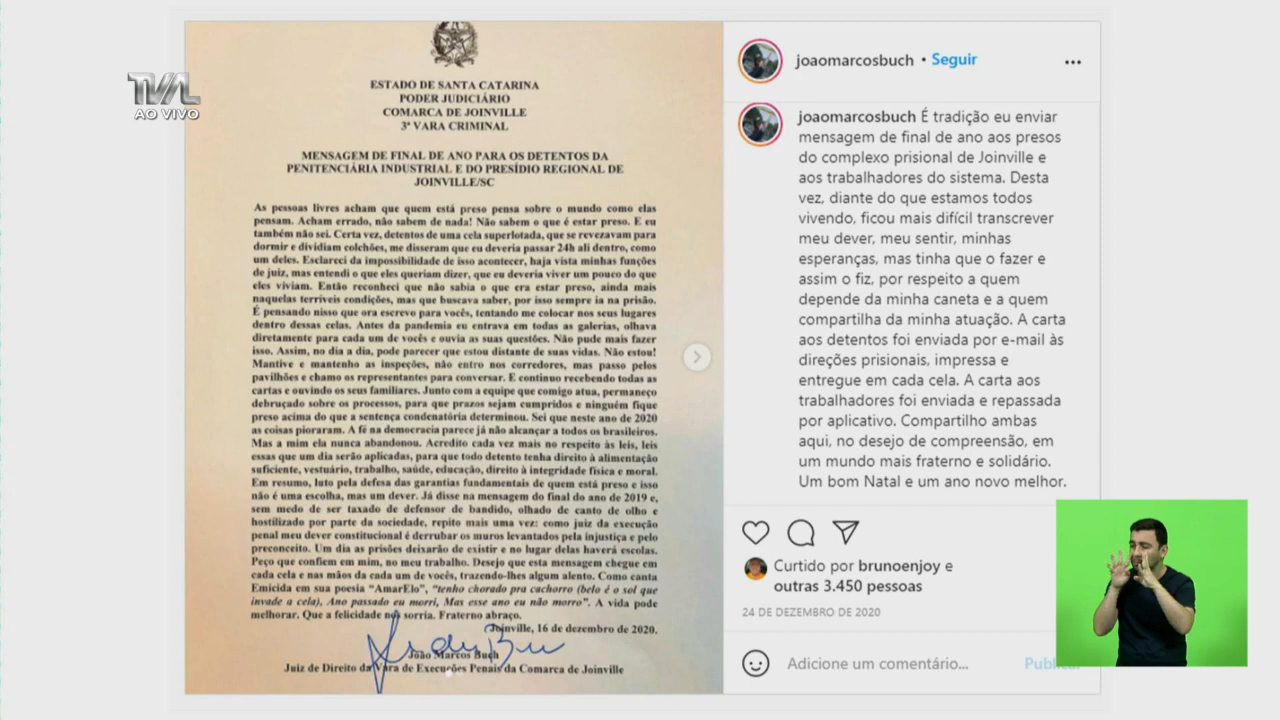 TVAL
AO VIVO
ESTADO DE SANTA CATARINA
PODER JUDICIÁRIO
COMARCA DE JOINVILLE
3ª VARA CRIMINAL
MENSAGEM DE FINAL DE ANO PARA OS DETENTOS DA
PENITENCIÁRIA INDUSTRIAL E DO PRESÍDIO REGIONAL DE
JOINVILLE/SC
As pessoas livres acham que quem está preso pensa sobre o mundo como elas
pensam. Acham errado, não sabem de nada! Não sabem o que é estar preso. E eu
também não sei. Certa vez, detentos de uma cela superlotada, que se revezavam para
dormir e dividiam colchões, me disseram que eu deveria passar 24h ali dentro, como
um deles. Esclareci da impossibilidade de isso acontecer, haja vista minhas funções
de juiz, mas entendi o que eles queriam dizer, que eu deveria viver um pouco do que
eles viviam. Então reconheci que não sabia o que era estar preso, ainda mais
naquelas terríveis condições, mas que buscava saber, por isso sempre ia na prisão.
É pensando nisso que ora escrevo para vocês, tentando me colocar nos seus lugares
dentro dessas celas. Antes da pandemia eu entrava em todas as galerias, olhava
diretamente para cada um de vocês e ouvia as suas questões. Não pude mais fazer
isso. Assim, no dia a dia, pode parecer que estou distante de suas vidas. Não estou!
Mantive e mantenho as inspeções, não entro nos corredores, mas passo pelos
pavilhões e chamo os representantes para conversar. E continuo recebendo todas as
cartas e ouvindo os seus familiares. Junto com a equipe que comigo atua, permaneço
debruçado sobre os processos, para que prazos sejam cumpridos e ninguém fique
preso acima do que a sentença condenatória determinou. Sei que neste ano de 2020
as coisas pioraram. A fé na democracia parece já não alcançar a todos os brasileiros.
Mas a mim ela nunca abandonou. Acredito cada vez mais no respeito às leis, leis
essas que um dia serão aplicadas, para que todo detento tenha direito à alimentação
suficiente, vestuário, trabalho, saúde, educação, direito à integridade física e moral.
Em resumo, luto pela defesa das garantias fundamentais de quem está preso e isso
não é uma escolha, mas um dever. Já disse na mensagem do final do ano de 2019 e,
sem medo de ser taxado de defensor de bandido, olhado de canto de olho e
hostilizado por parte da sociedade, repito mais uma vez: como juiz da execução
penal meu dever constitucional é derrubar os muros levantados pela injustiça e pelo
preconceito. Um dia as prisões deixarão de existir e no lugar delas haverá escolas.
Peço que confiem em mim, no meu trabalho. Desejo que esta mensagem chegue em
cada cela e nas mãos da cada um de vocês, trazendo-lhes algum alento. Como canta
Emicida em sua poesia "AmarElo", "tenho chorado pra cachorro (belo é o sol que
invade a cela), Ano passado eu morri, Mas esse ano eu não morro". A vida pode
melhorar. Que a felicidade nos sorria. Fraterno abraço.
Joinville, 16 de dezembro de 2020.
João Marcos Buch
Juiz de Direito da Vara de Execuções Penais da Comarca de Joinville
joaomarcosbuch • Seguir
joaomarcosbuch É tradição eu enviar
mensagem de final de ano aos presos
do complexo prisional de Joinville e
aos trabalhadores do sistema. Desta
vez, diante do que estamos todos
vivendo, ficou mais difícil transcrever
meu dever, meu sentir, minhas
esperanças, mas tinha que o fazer e
assim o fiz, por respeito a quem
depende da minha caneta e a quem
compartilha da minha atuação. A carta
aos detentos foi enviada por e-mail às
direções prisionais, impressa e
entregue em cada cela. A carta aos
trabalhadores foi enviada e repassada
por aplicativo. Compartilho ambas
aqui, no desejo de compreensão, em
um mundo mais fraterno e solidário.
Um bom Natal e um ano novo melhor.
Curtido por brunoenjoy e
outras 3.450 pessoas
24 DE DEZEMBRO DE 2020
Adicione um comentário...